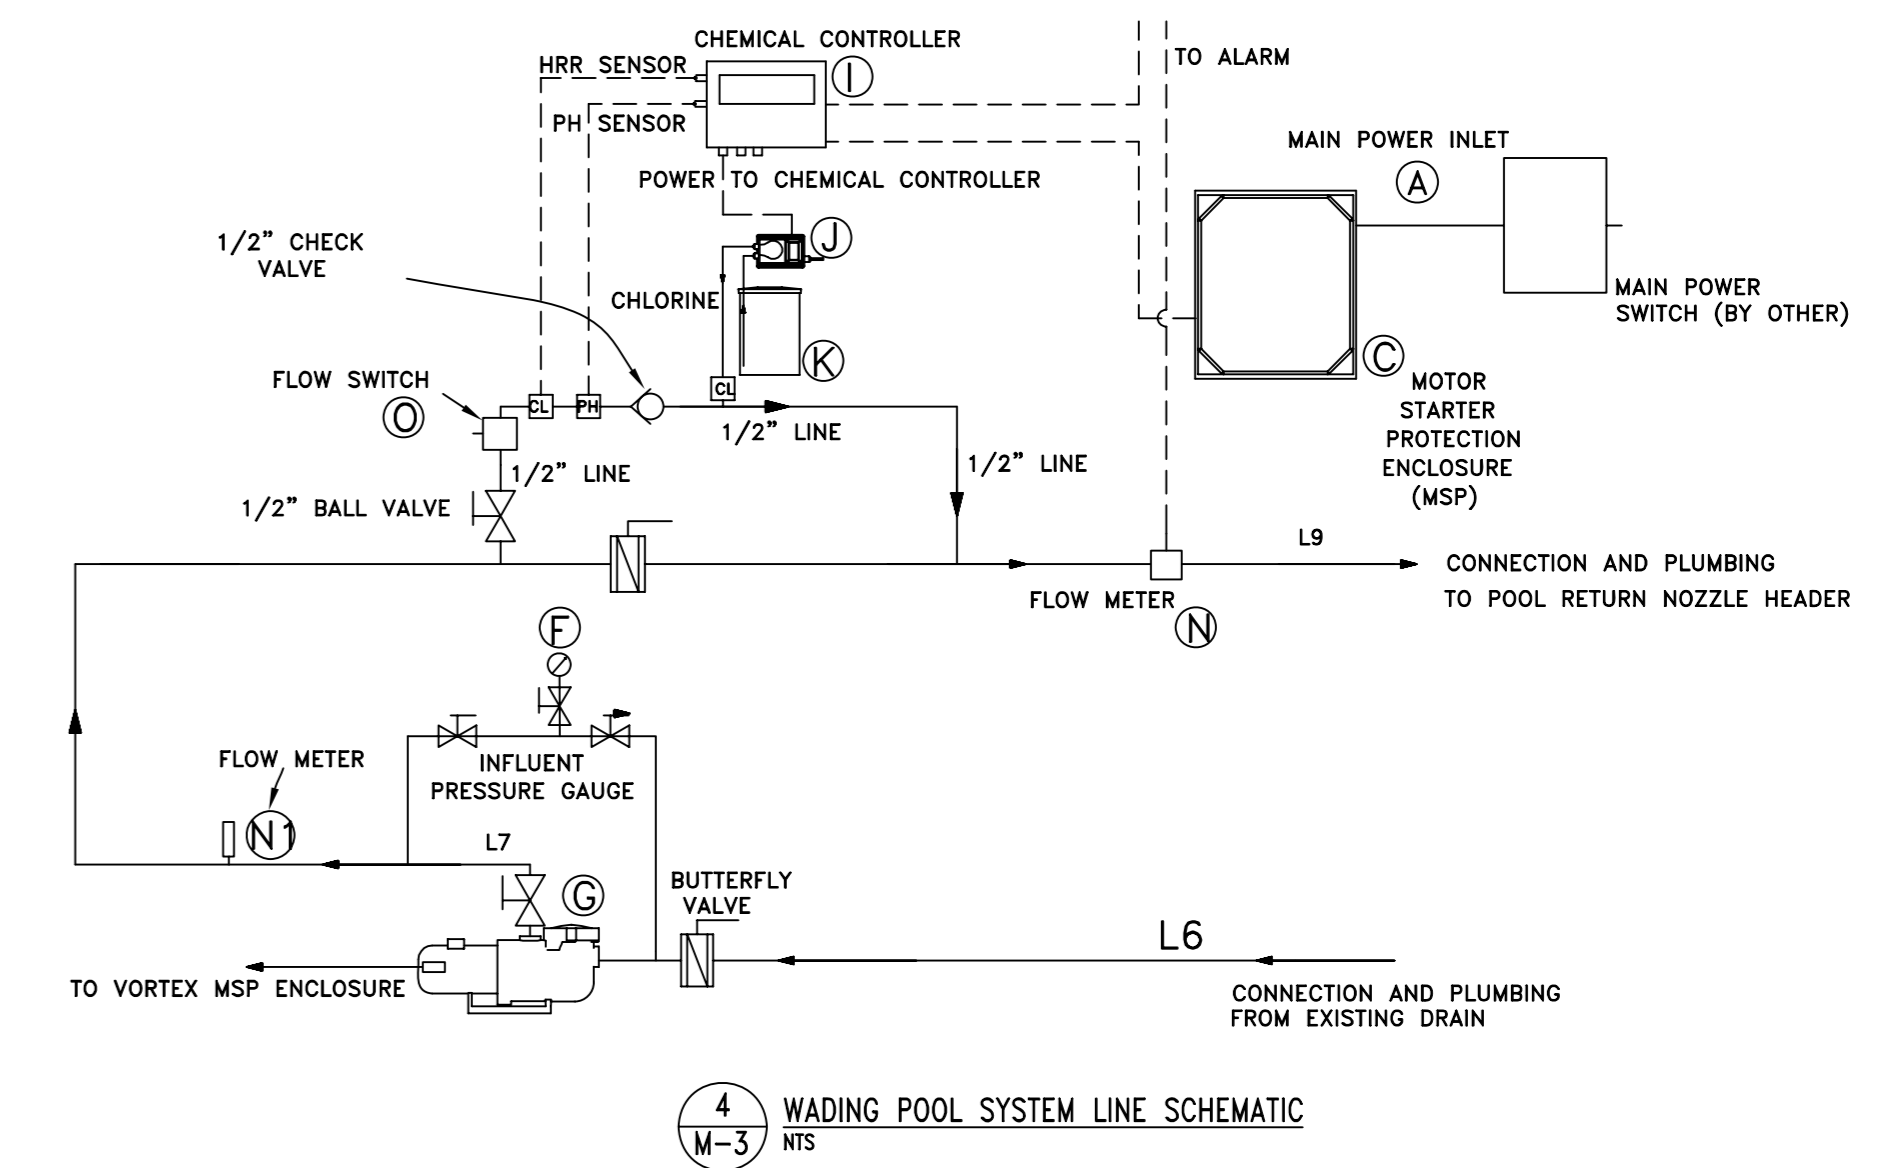 CHEMICAL CONTROLLER
I
TO ALARM
HRR SENSOR
PH SENSOR
MAIN POWER INLET
A
POWER TO CHEMICAL CONTROLLER
1/2" CHECK
VALVE
J
CHLORINE
K
MAIN POWER
SWITCH (BY OTHER)
C
MOTOR
STARTER
PROTECTION
ENCLOSURE
(MSP)
FLOW SWITCH
O
CL
PH
CL
1/2" LINE
1/2" LINE
1/2" LINE
1/2" BALL VALVE
L9
CONNECTION AND PLUMBING
TO POOL RETURN NOZZLE HEADER
FLOW METER
N
F
INFLUENT
PRESSURE GAUGE
FLOW METER
N1
L7
G
BUTTERFLY
VALVE
L6
TO VORTEX MSP ENCLOSURE
CONNECTION AND PLUMBING
FROM EXISTING DRAIN
4
M-3
WADING POOL SYSTEM LINE SCHEMATIC
NTS